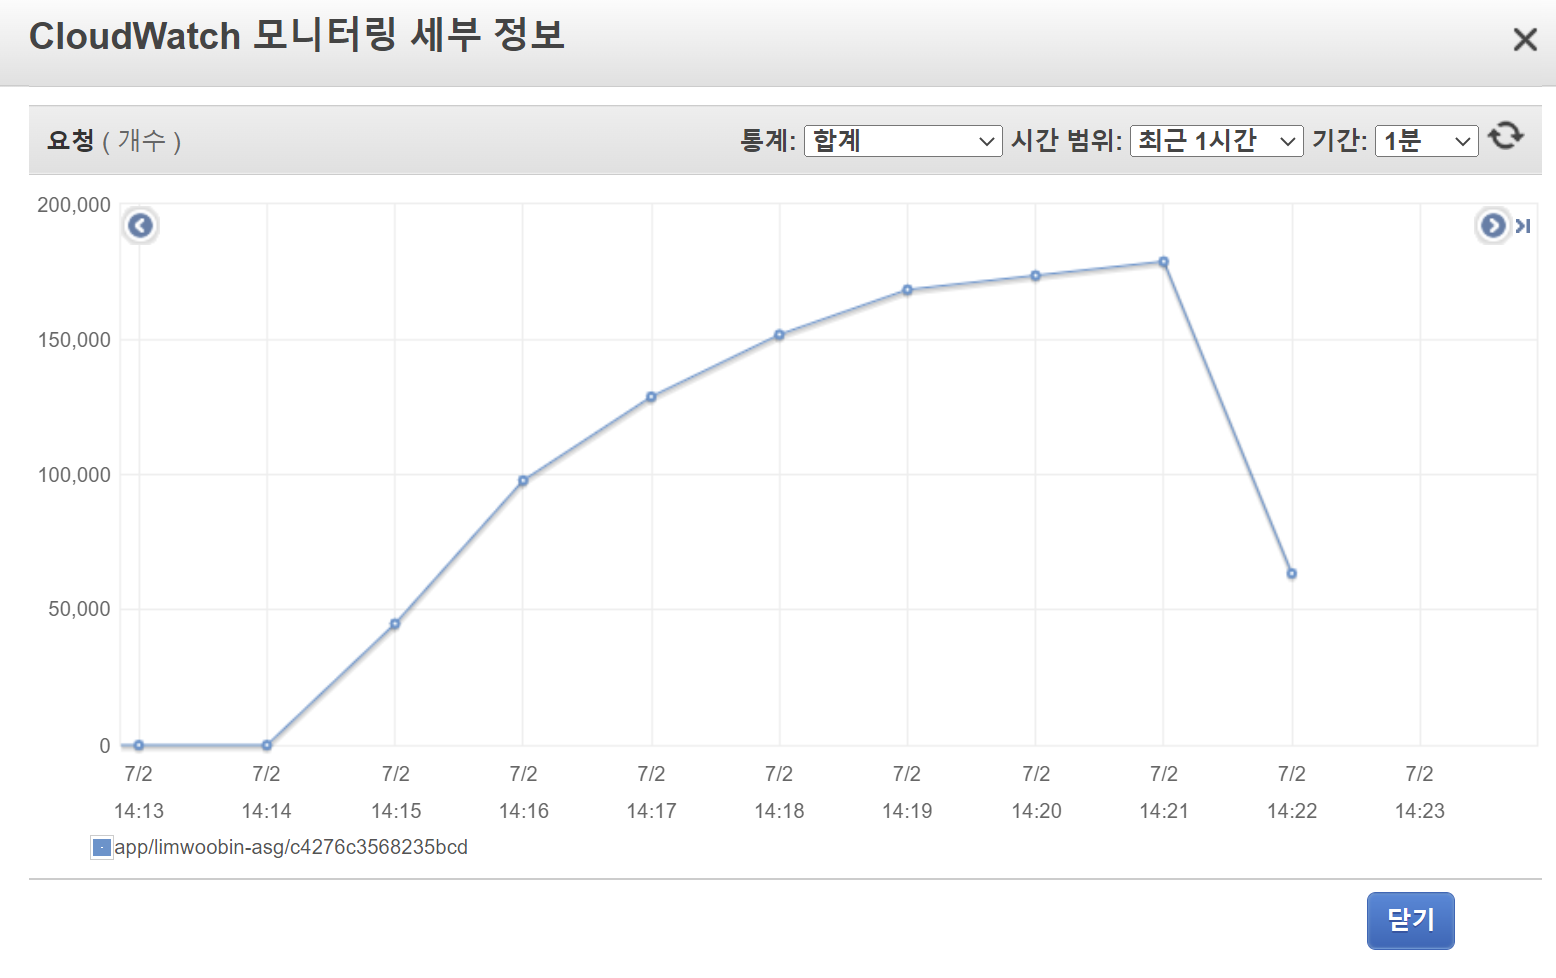 CloudWatch 모니터링 세부 정보
요청 ( 개수 ) 통계: 합계 시간 범위: 최근 1시간 기간: 1분
200,000
150,000
100,000
50,000
0
7/2 7/2 7/2 7/2 7/2 7/2 7/2 7/2 7/2 7/2 7/2
14:13 14:14 14:15 14:16 14:17 14:18 14:19 14:20 14:21 14:22 14:23
app/limwoobin-asg/c4276c3568235bcd
닫기